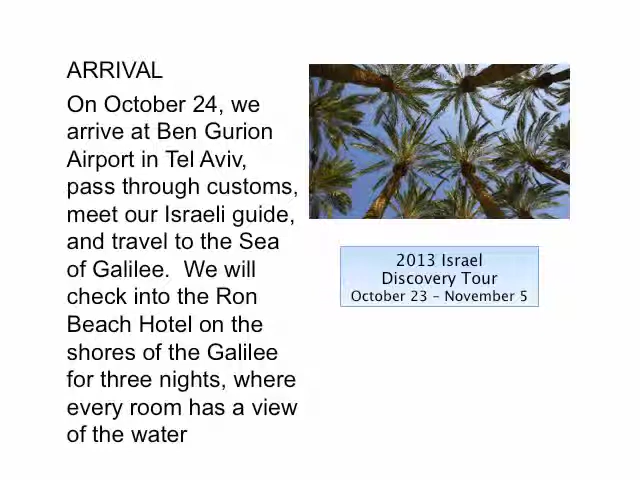 ARRIVAL
On October 24, we
arrive at Ben Gurion
Airport in Tel Aviv,
pass through customs,
meet our Israeli guide,
and travel to the Sea
of Galilee.  We will
check into the Ron
Beach Hotel on the
shores of the Galilee
for three nights, where
every room has a view
of the water
2013 Israel
Discovery Tour
October 23 – November 5